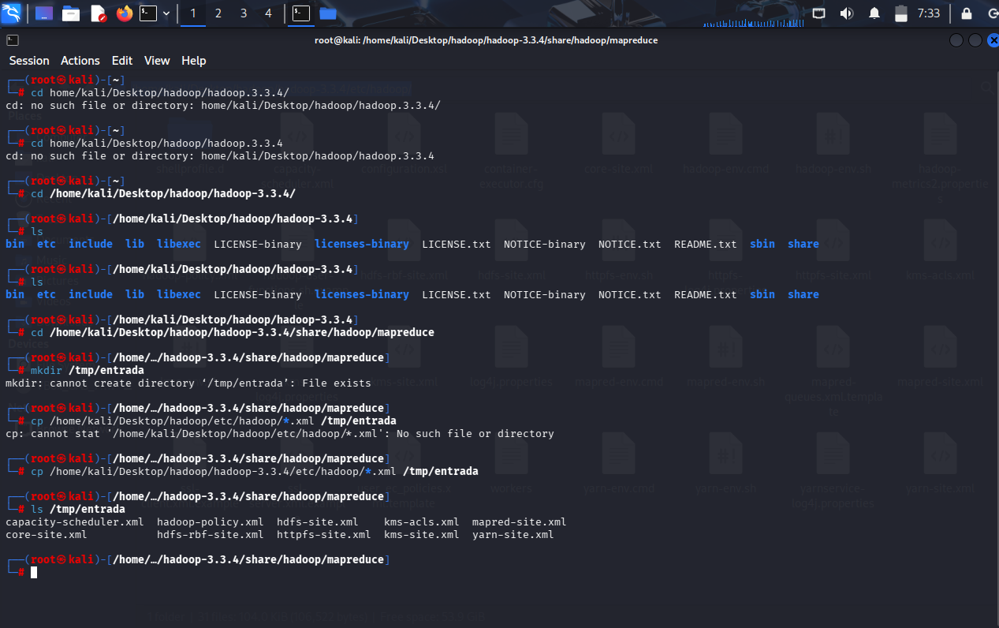 1 2 3 4 7:33
root@kali: /home/kali/Desktop/hadoop/hadoop-3.3.4/share/hadoop/mapreduce
Session Actions Edit View Help
┌──(root㉿kali)-[~]
└─# cd home/kali/Desktop/hadoop/hadoop.3.3.4/
cd: no such file or directory: home/kali/Desktop/hadoop/hadoop.3.3.4/
┌──(root㉿kali)-[~]
└─# cd home/kali/Desktop/hadoop/hadoop.3.3.4
cd: no such file or directory: home/kali/Desktop/hadoop/hadoop.3.3.4
┌──(root㉿kali)-[~]
└─# cd /home/kali/Desktop/hadoop/hadoop-3.3.4/
┌──(root㉿kali)-[/home/kali/Desktop/hadoop/hadoop-3.3.4]
└─# ls
bin etc include lib libexec LICENSE-binary licenses-binary LICENSE.txt NOTICE-binary NOTICE.txt README.txt sbin share
┌──(root㉿kali)-[/home/kali/Desktop/hadoop/hadoop-3.3.4]
└─# ls
bin etc include lib libexec LICENSE-binary licenses-binary LICENSE.txt NOTICE-binary NOTICE.txt README.txt sbin share
┌──(root㉿kali)-[/home/kali/Desktop/hadoop/hadoop-3.3.4]
└─# cd /home/kali/Desktop/hadoop/hadoop-3.3.4/share/hadoop/mapreduce
┌──(root㉿kali)-[/home/…/hadoop-3.3.4/share/hadoop/mapreduce]
└─# mkdir /tmp/entrada
mkdir: cannot create directory ‘/tmp/entrada’: File exists
┌──(root㉿kali)-[/home/…/hadoop-3.3.4/share/hadoop/mapreduce]
└─# cp /home/kali/Desktop/hadoop/etc/hadoop/*.xml /tmp/entrada
cp: cannot stat '/home/kali/Desktop/hadoop/etc/hadoop/*.xml': No such file or directory
┌──(root㉿kali)-[/home/…/hadoop-3.3.4/share/hadoop/mapreduce]
└─# cp /home/kali/Desktop/hadoop/hadoop-3.3.4/etc/hadoop/*.xml /tmp/entrada
┌──(root㉿kali)-[/home/…/hadoop-3.3.4/share/hadoop/mapreduce]
└─# ls /tmp/entrada
capacity-scheduler.xml hadoop-policy.xml hdfs-site.xml kms-acls.xml mapred-site.xml
core-site.xml hdfs-rbf-site.xml httpfs-site.xml kms-site.xml yarn-site.xml
┌──(root㉿kali)-[/home/…/hadoop-3.3.4/share/hadoop/mapreduce]
└─#